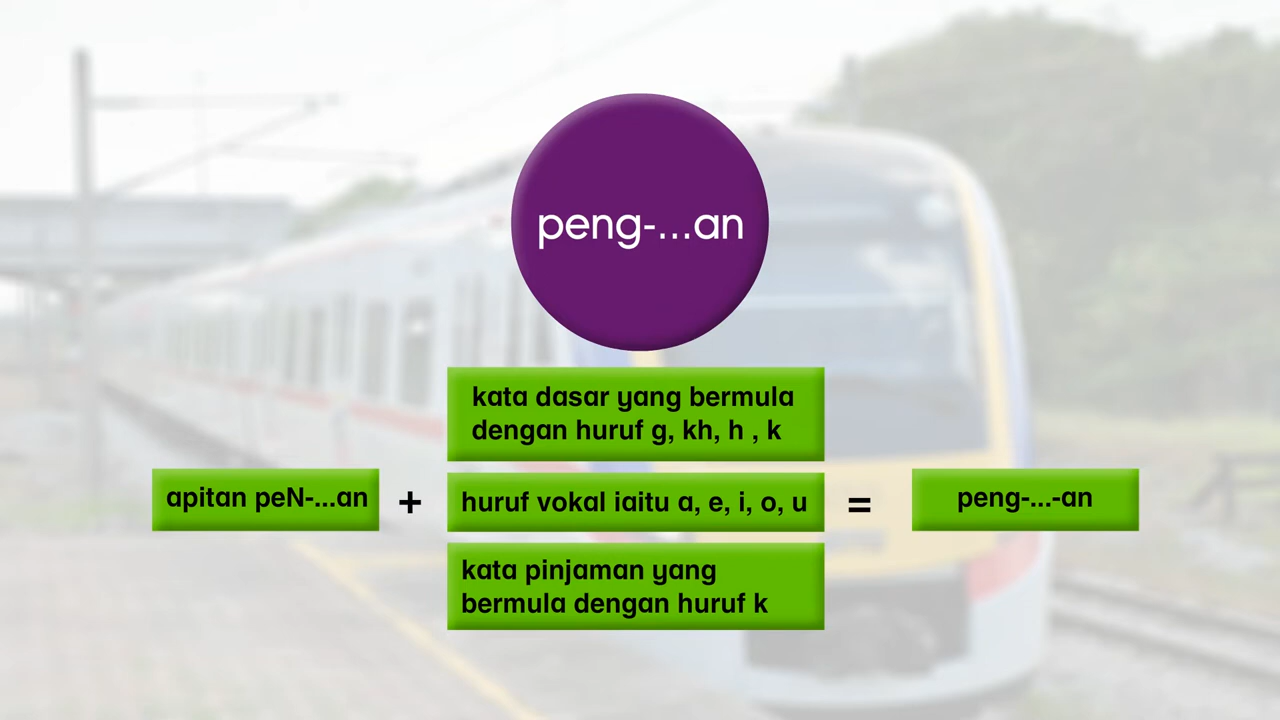 peng-...an
kata dasar yang bermula
dengan huruf g, kh, h , k
apitan peN-...an
+
huruf vokal iaitu a, e, i, o, u
=
peng-...-an
kata pinjaman yang
bermula dengan huruf k